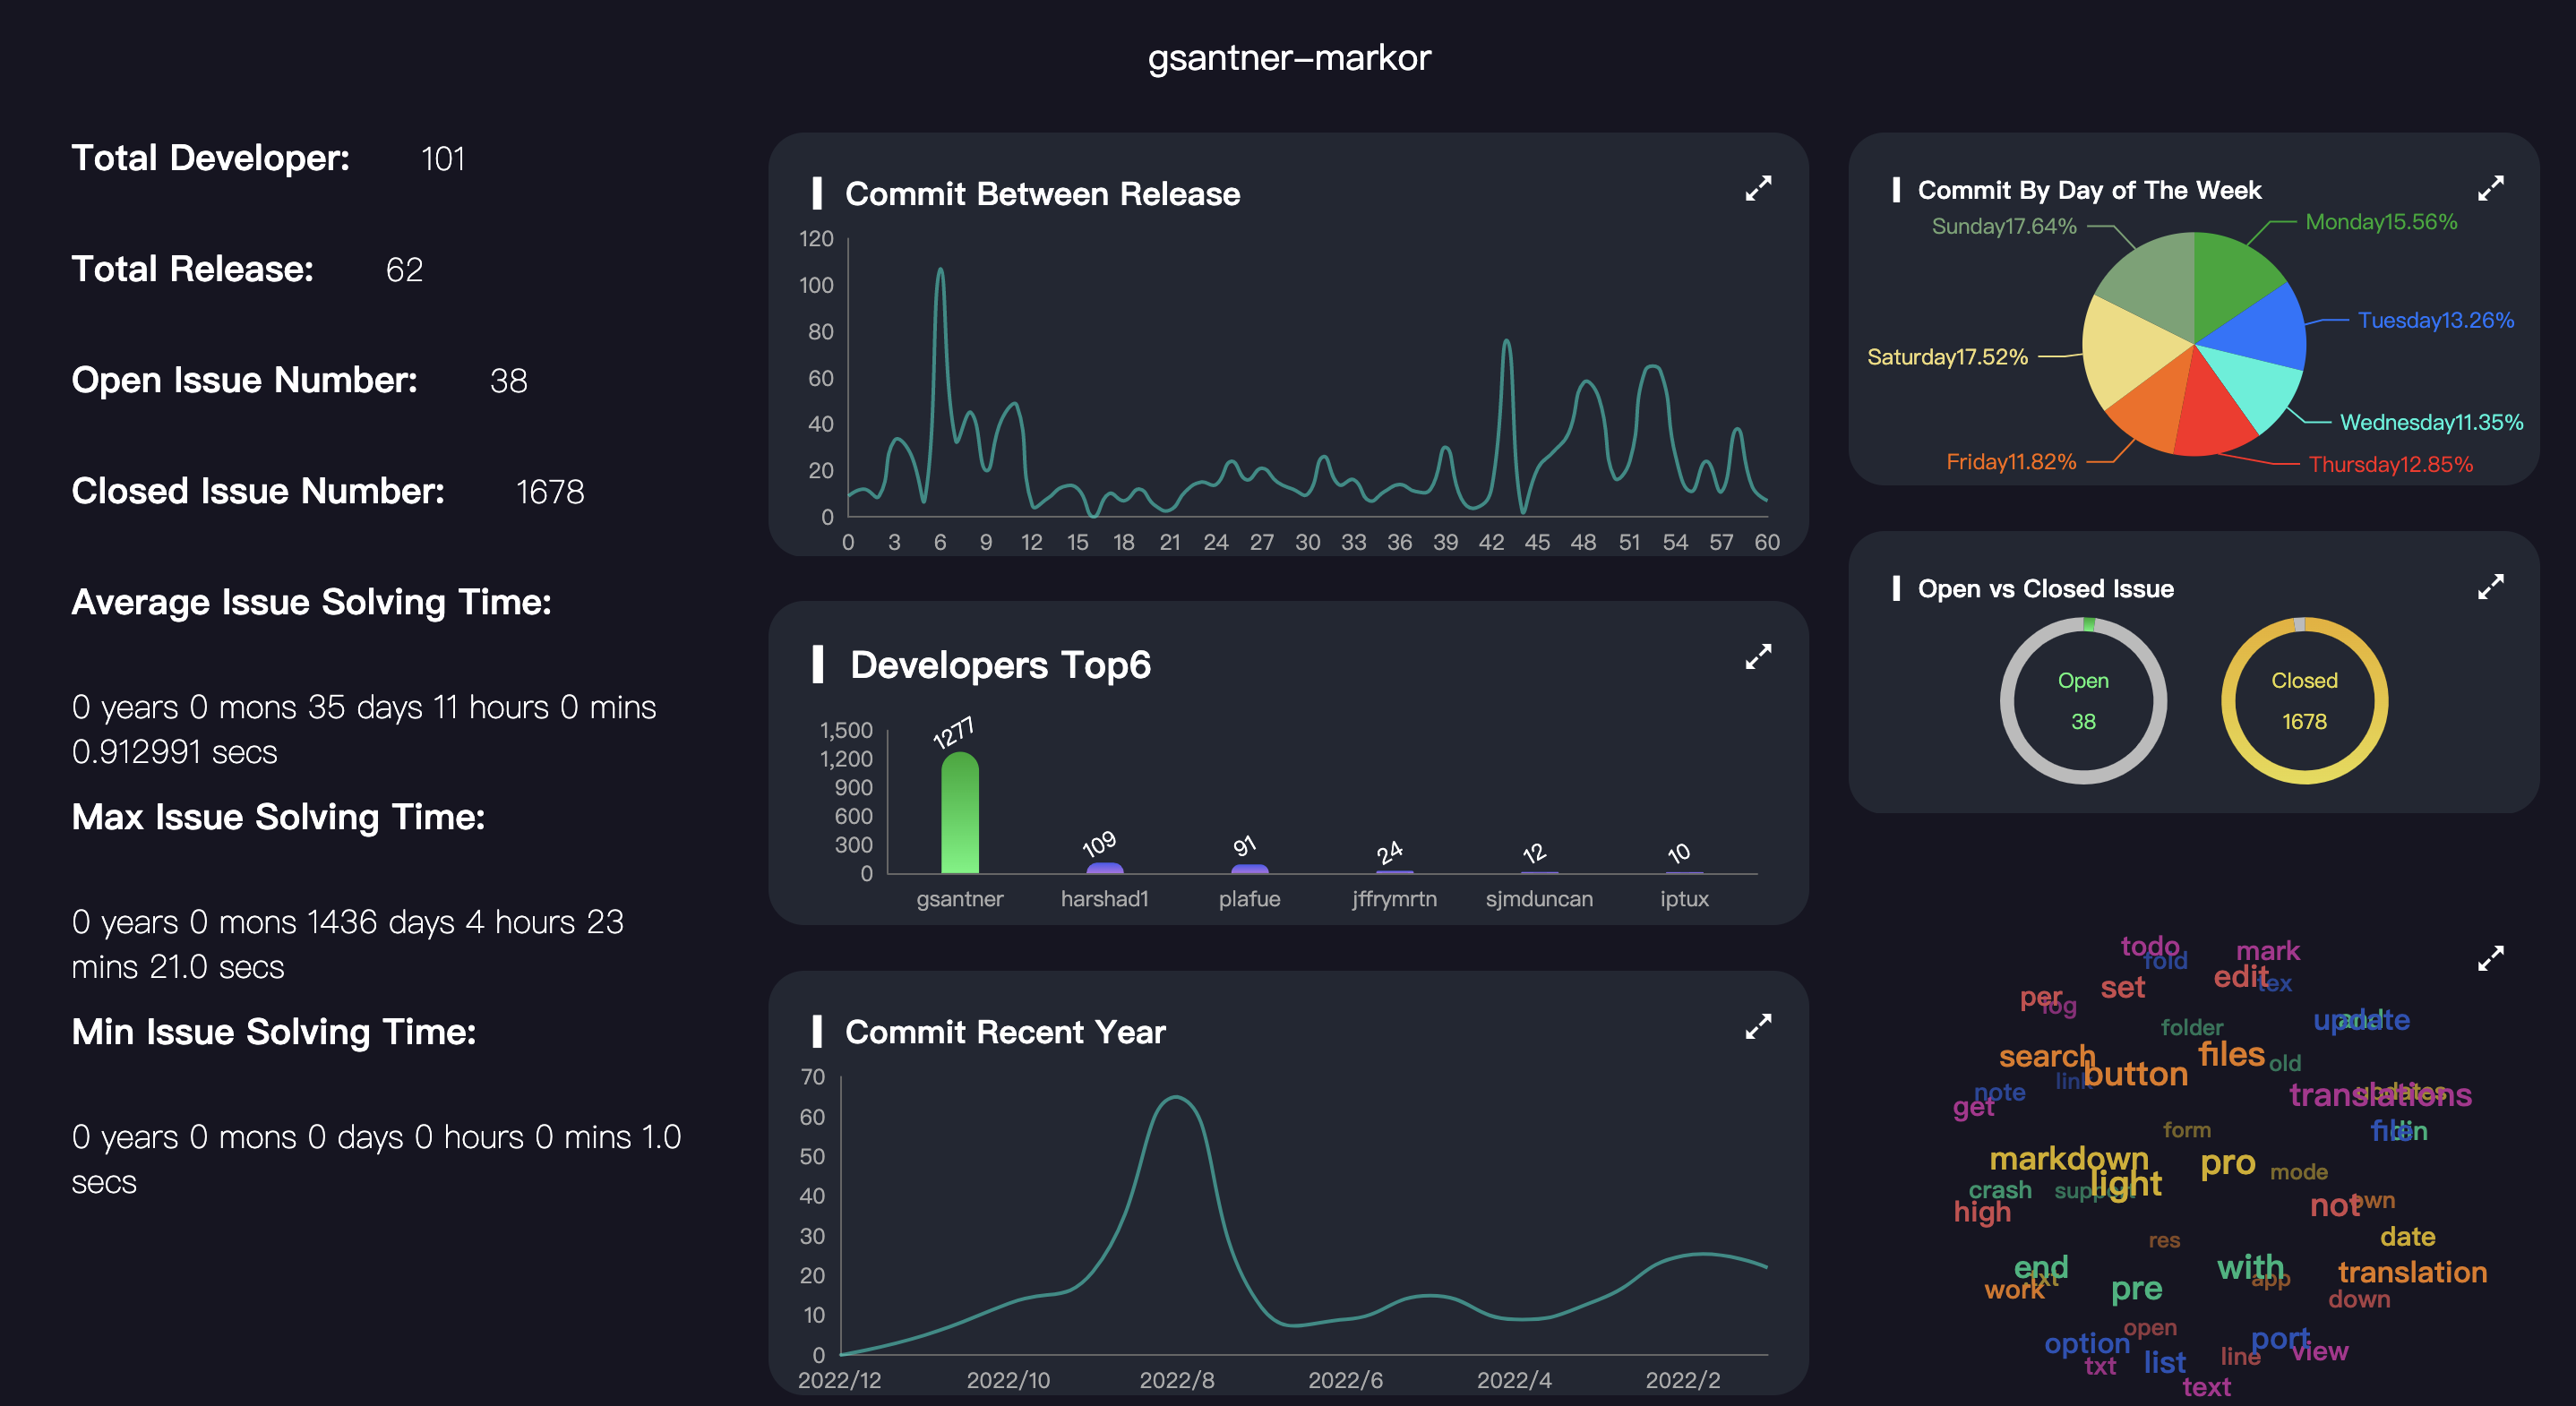 gsantner-markor
Total Developer: 101
Total Release: 62
Open Issue Number: 38
Closed Issue Number: 1678
Average Issue Solving Time:
0 years 0 mons 35 days 11 hours 0 mins
0.912991 secs
Max Issue Solving Time:
0 years 0 mons 1436 days 4 hours 23
mins 21.0 secs
Min Issue Solving Time:
0 years 0 mons 0 days 0 hours 0 mins 1.0
secs
Commit Between Release
120
100
80
60
40
20
0
0 3 6 9 12 15 18 21 24 27 30 33 36 39 42 45 48 51 54 57 60
Developers Top6
1,500
1,200
900
600
300
0
1277 109 91 24 12 10
gsantner harshad1 plafue jffrymrtn sjmduncan iptux
Commit Recent Year
70
60
50
40
30
20
10
0
2022/12 2022/10 2022/8 2022/6 2022/4 2022/2
Commit By Day of The Week
Sunday17.64% Monday15.56%
Tuesday13.26%
Saturday17.52%
Wednesday11.35%
Friday11.82% Thursday12.85%
Open vs Closed Issue
Open Closed
38 1678
todo mark
fold
set edit tex
per log
folder update and
search files old
button
note link translations updates
get
form file din
markdown pro mode
light
crash support
high not own
res date
end with translation
txt app
work pre down
open
option port view
txt list line
text